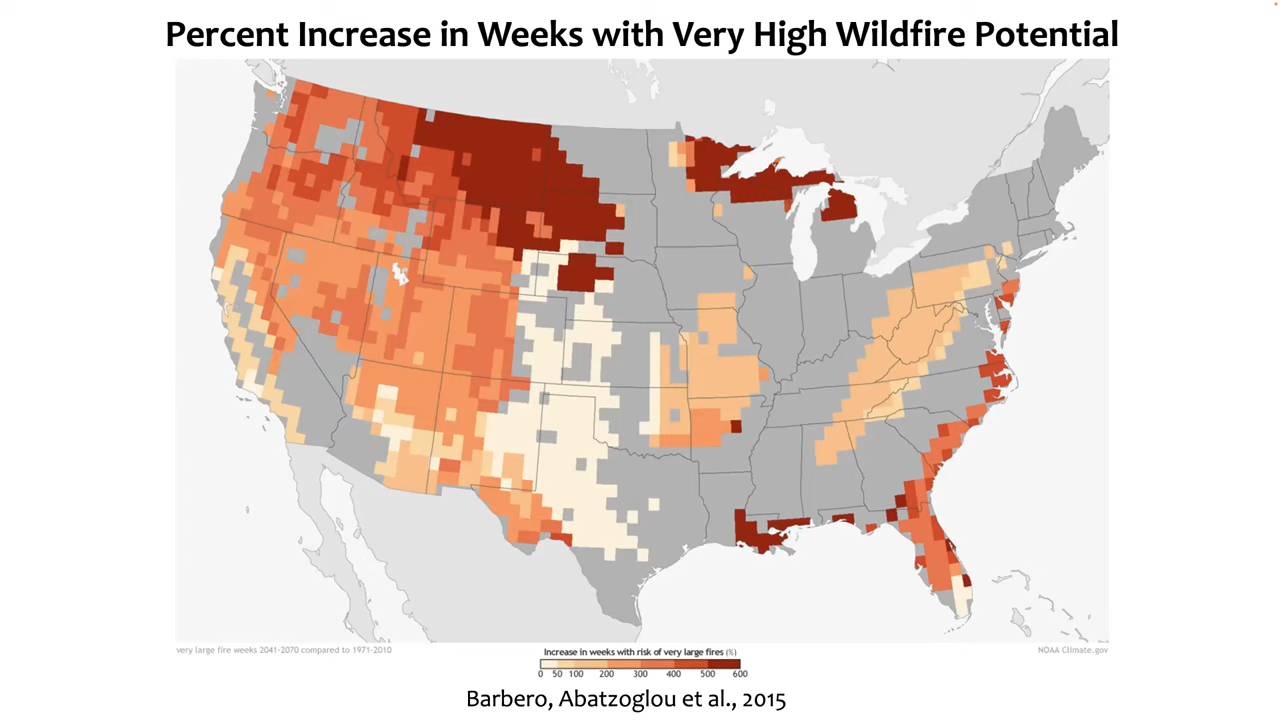 Percent Increase in Weeks with Very High Wildfire Potential
very large fire weeks 2041-2070 compared to 1971-2010
NOAA Climate.gov
Increase in weeks with risk of very large fires (%)
0 50 100 200 300 400 500 600
Barbero, Abatzoglou et al., 2015